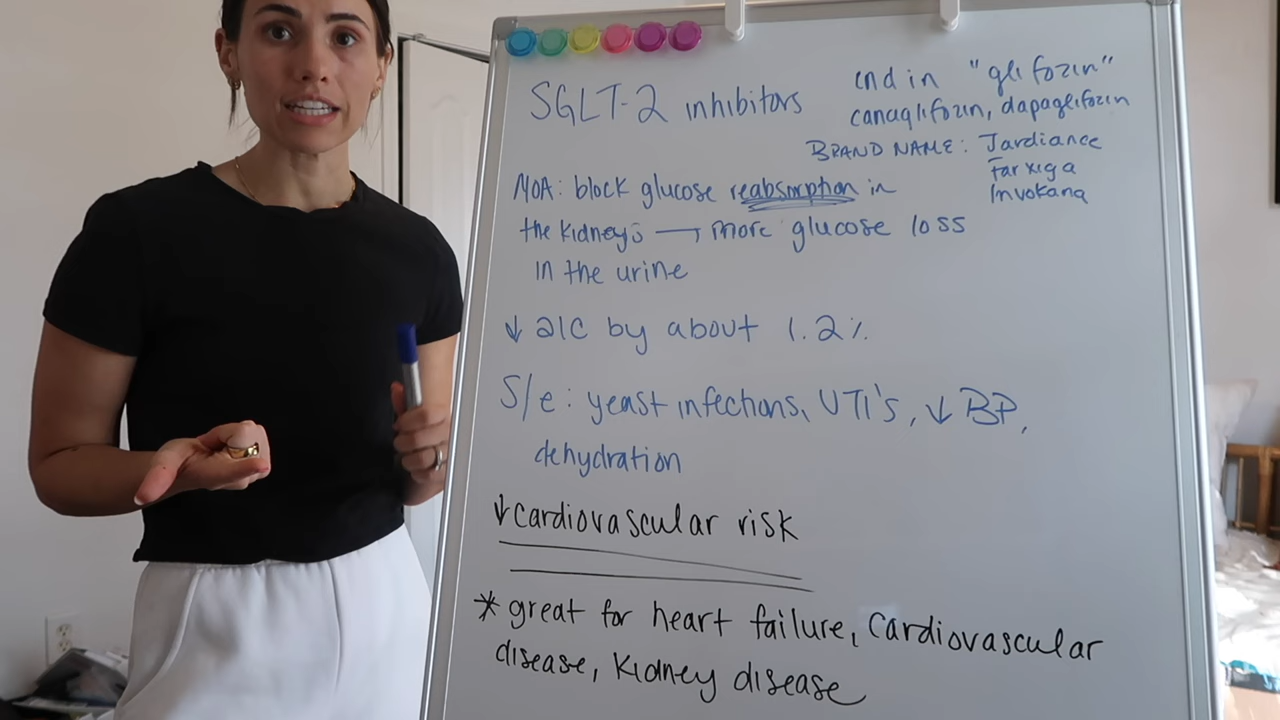 SGLT-2 inhibitors
end in "glifozin"
canaglifozin, dapaglifozin
BRAND NAME: Jardiance
Farxiga
Invokana
MOA: block glucose reabsorption in
the kidneys → more glucose loss
in the urine
↓ a1c by about 1.2%
S/e: yeast infections, UTI's, ↓ BP,
dehydration
↓ cardiovascular risk
* great for heart failure, cardiovascular
disease, kidney disease